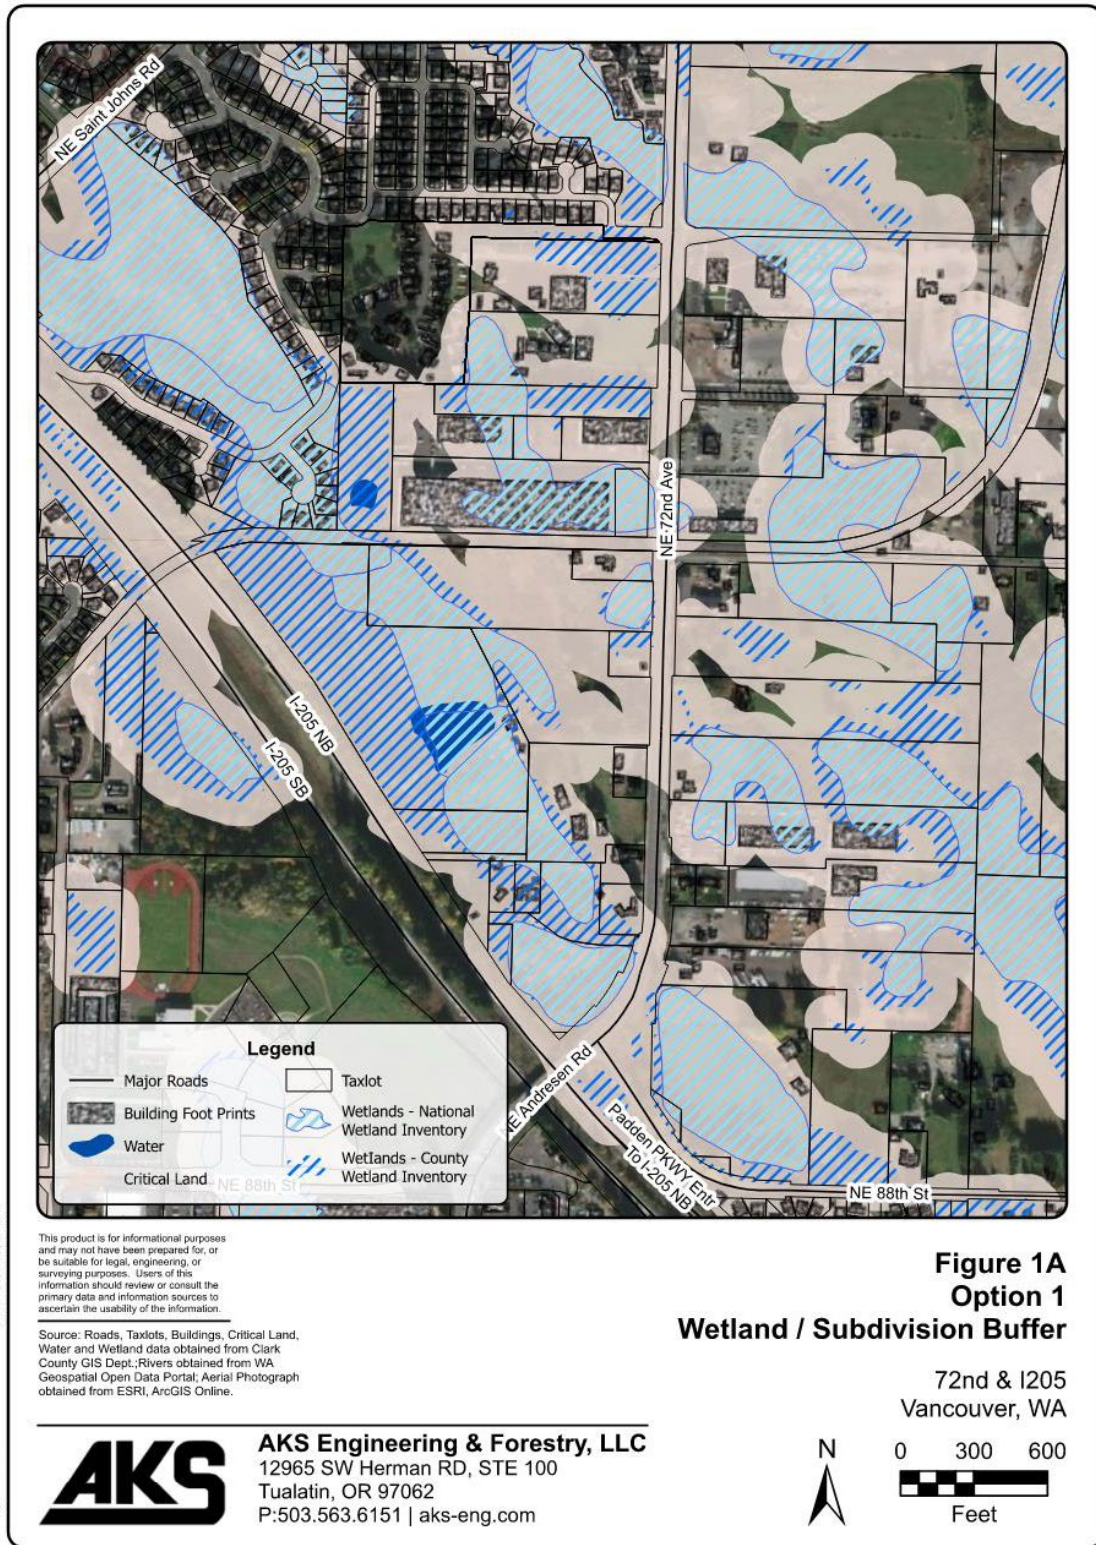 NE Saint Johns Rd
NE 72nd Ave
I-205 NB
I-205 SB
NE Andresen Rd
Padden PKWY Entr
To I-205 NB
NE 88th St
NE 88th St
Legend
Major Roads
Building Foot Prints
Water
Critical Land
Taxlot
Wetlands - National
Wetland Inventory
Wetlands - County
Wetland Inventory
This product is for informational purposes
and may not have been prepared for, or
be suitable for legal, engineering, or
surveying purposes. Users of this
information should review or consult the
primary data and information sources to
ascertain the usability of the information.
Source: Roads, Taxlots, Buildings, Critical Land,
Water and Wetland data obtained from Clark
County GIS Dept.;Rivers obtained from WA
Geospatial Open Data Portal; Aerial Photograph
obtained from ESRI, ArcGIS Online.
Figure 1A
Option 1
Wetland / Subdivision Buffer
72nd & I205
Vancouver, WA
AKS
AKS Engineering & Forestry, LLC
12965 SW Herman RD, STE 100
Tualatin, OR 97062
P:503.563.6151 | aks-eng.com
N
0 300 600
Feet